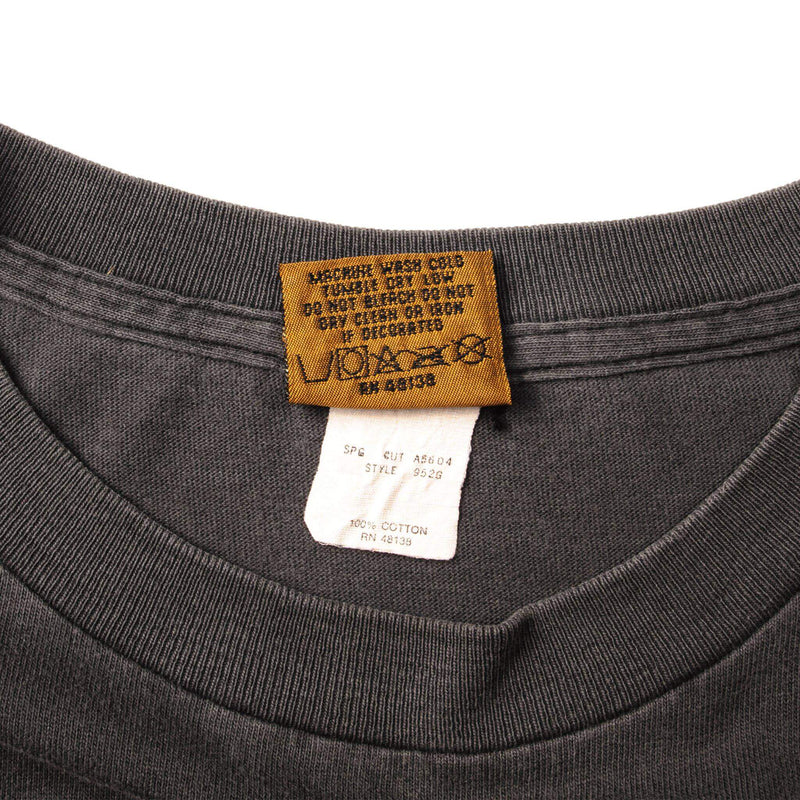 MACHINE WASH COLD
TUMBLE DRY LOW
DO NOT BLEACH DO NOT
DRY CLEAN OR IRON
IF DECORATED
RN 48138
SPG CUT A5604
STYLE 952G
100% COTTON
RN 48138